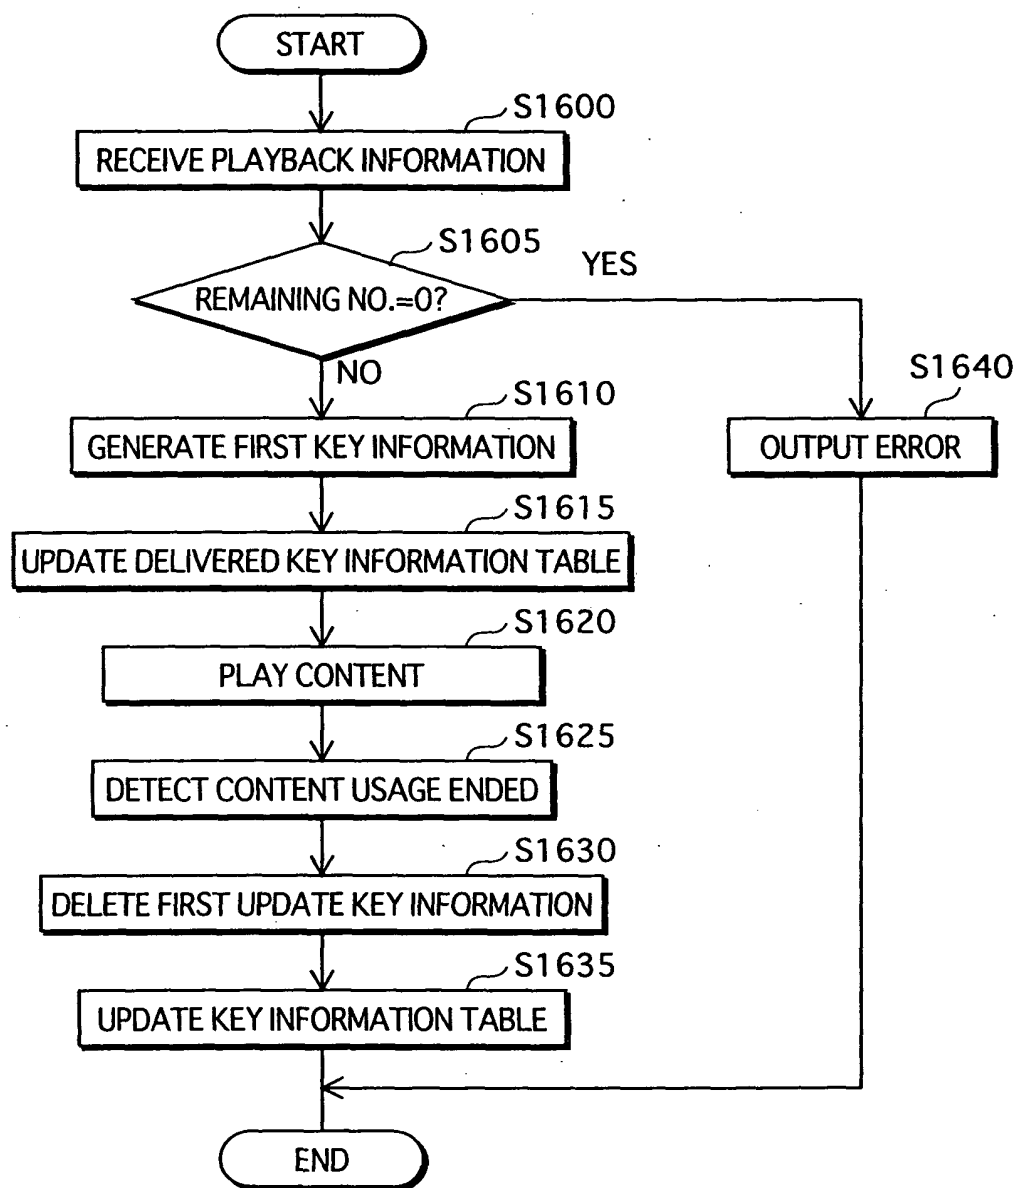 START
S1600
RECEIVE PLAYBACK INFORMATION
S1605
YES
REMAINING NO.=0?
NO
S1640
S1610
GENERATE FIRST KEY INFORMATION
OUTPUT ERROR
S1615
UPDATE DELIVERED KEY INFORMATION TABLE
S1620
PLAY CONTENT
S1625
DETECT CONTENT USAGE ENDED
S1630
DELETE FIRST UPDATE KEY INFORMATION
S1635
UPDATE KEY INFORMATION TABLE
END